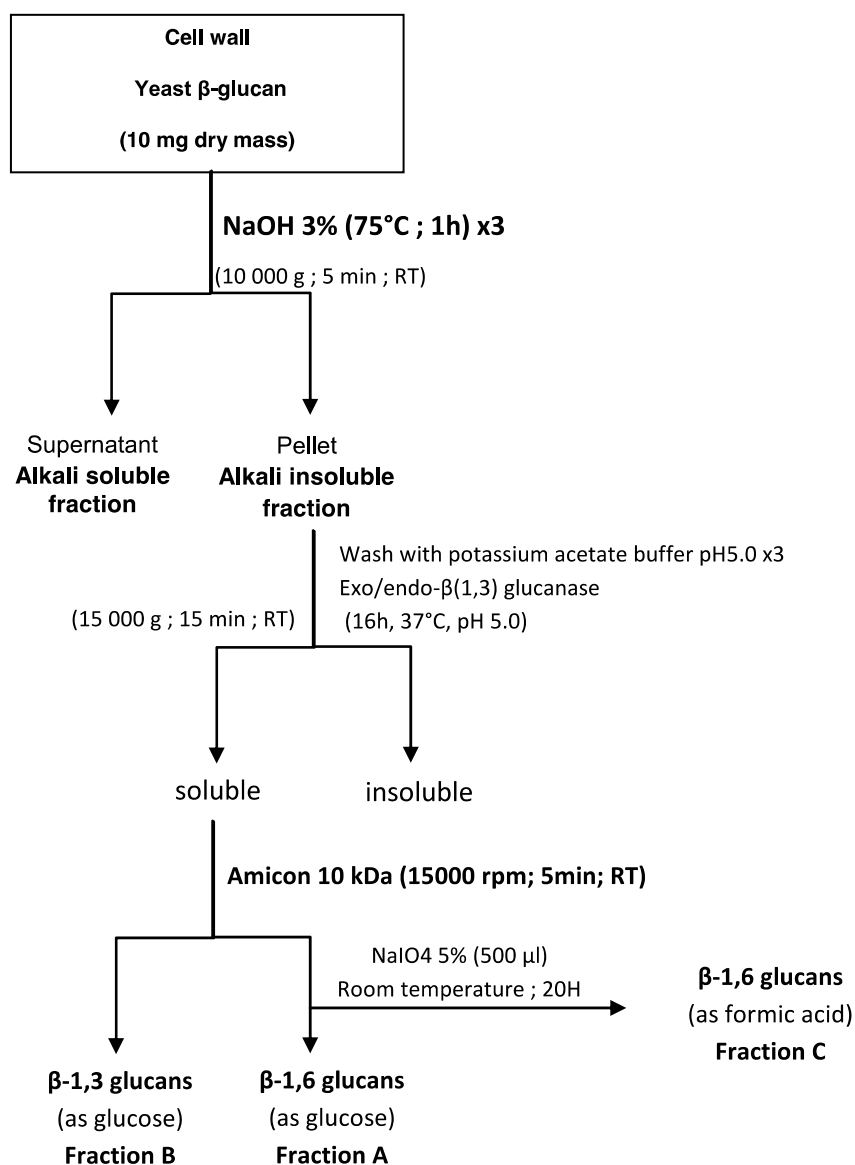 Cell wall
Yeast β-glucan
(10 mg dry mass)
NaOH 3% (75°C ; 1h) x3
(10 000 g ; 5 min ; RT)
Supernatant
Alkali soluble
fraction
Pellet
Alkali insoluble
fraction
Wash with potassium acetate buffer pH5.0 x3
Exo/endo-β(1,3) glucanase
(15 000 g ; 15 min ; RT)
(16h, 37°C, pH 5.0)
soluble
insoluble
Amicon 10 kDa (15000 rpm; 5min; RT)
NaIO4 5% (500 µl)
Room temperature ; 20H
β-1,6 glucans
(as formic acid)
Fraction C
β-1,3 glucans
(as glucose)
Fraction B
β-1,6 glucans
(as glucose)
Fraction A